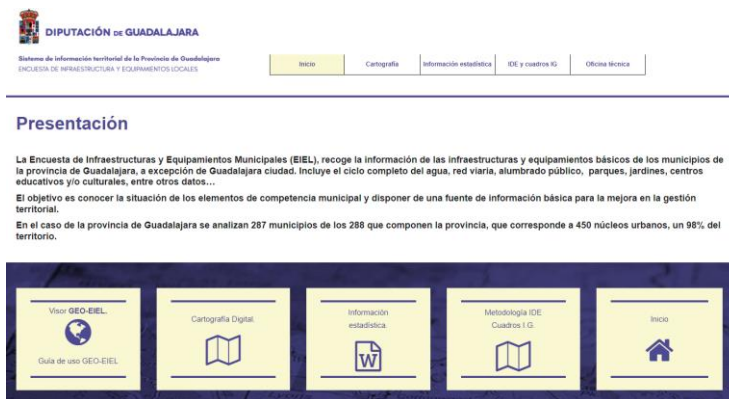 DIPUTACIÓN DE GUADALAJARA
Sistema de información territorial de la Provincia de Guadalajara
ENCUESTA DE INFRAESTRUCTURA Y EQUIPAMIENTOS LOCALES
Inicio
Cartografía
Información estadística
IDE y cuadros IG
Oficina técnica
Presentación
La Encuesta de Infraestructuras y Equipamientos Municipales (EIEL), recoge la información de las infraestructuras y equipamientos básicos de los municipios de
la provincia de Guadalajara, a excepción de Guadalajara ciudad. Incluye el ciclo completo del agua, red viaria, alumbrado público, parques, jardines, centros
educativos y/o culturales, entre otros datos…
El objetivo es conocer la situación de los elementos de competencia municipal y disponer de una fuente de información básica para la mejora en la gestión
territorial.
En el caso de la provincia de Guadalajara se analizan 287 municipios de los 288 que componen la provincia, que corresponde a 450 núcleos urbanos, un 98% del
territorio.
Visor GEO-EIEL.
Guía de uso GEO-EIEL
Cartografía Digital.
Información
estadística.
W
Metodología IDE
Cuadros I.G.
Inicio